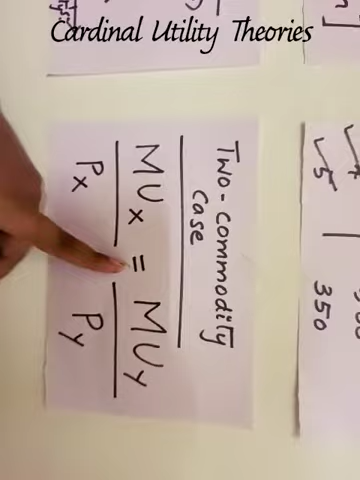 Cardinal Utility Theories
Two-commodity
case
MUx = MUy
Px Py
350